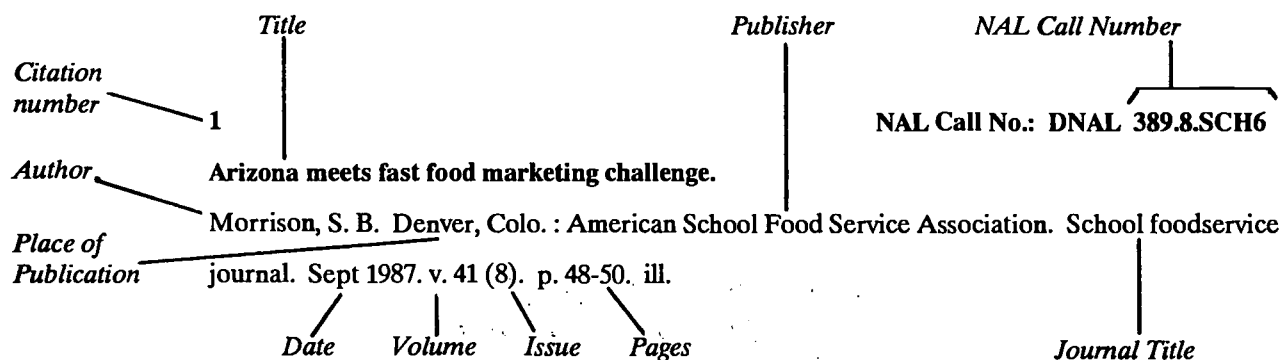 Title Publisher NAL Call Number
Citation
number
1 NAL Call No.: DNAL 389.8.SCH6
Author Arizona meets fast food marketing challenge.
Morrison, S. B. Denver, Colo. : American School Food Service Association. School foodservice
Place of
Publication journal. Sept 1987. v. 41 (8). p. 48-50. ill.
Date Volume Issue Pages Journal Title